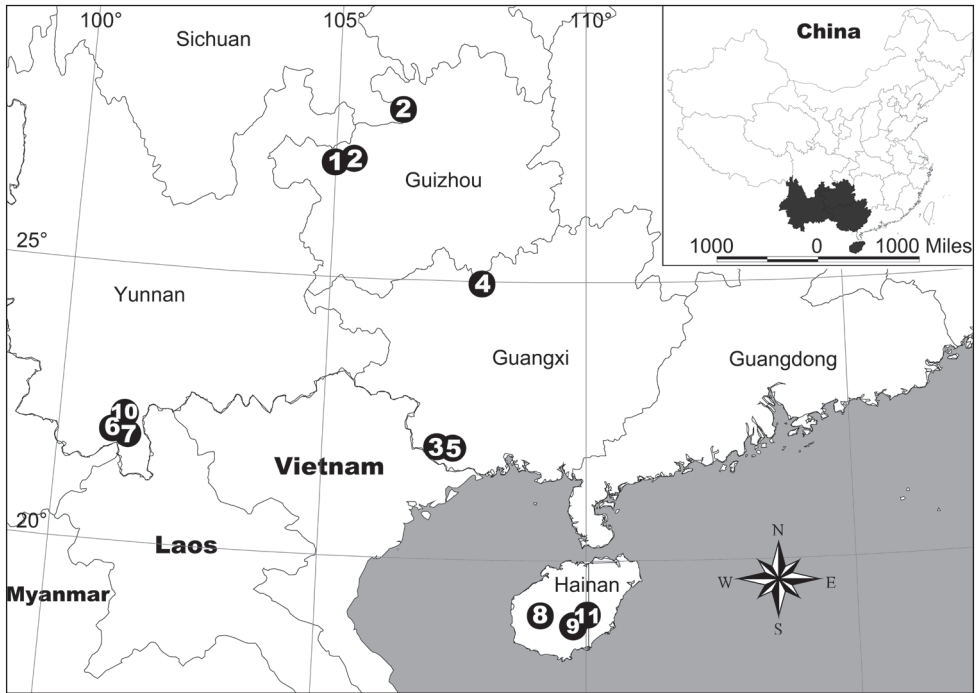 100°
105°
110°
Sichuan
China
2
1 2
Guizhou
25°
1000 0 1000 Miles
4
Yunnan
Guangxi
Guangdong
10
6 7
3 5
Vietnam
20°
Laos
N
W E
S
Myanmar
Hainan
8
9
11